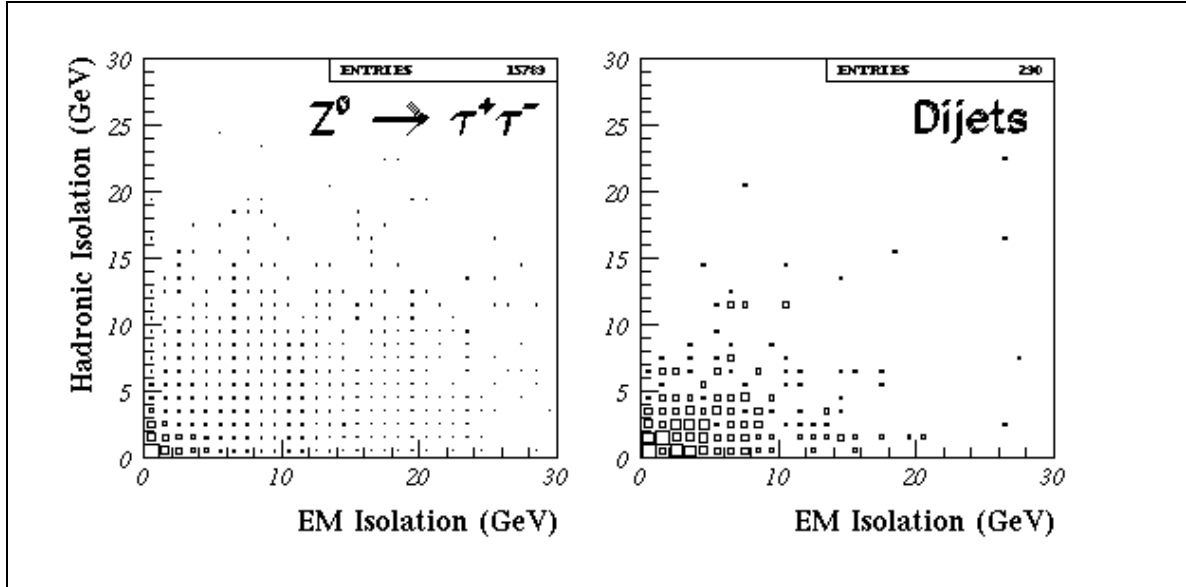 Hadronic Isolation (GeV)
30
25
20
15
10
5
0
ENTRIES 15789
Z⁰ → τ⁺τ⁻
0 10 20 30
EM Isolation (GeV)
30
25
20
15
10
5
0
ENTRIES 290
Dijets
0 10 20 30
EM Isolation (GeV)